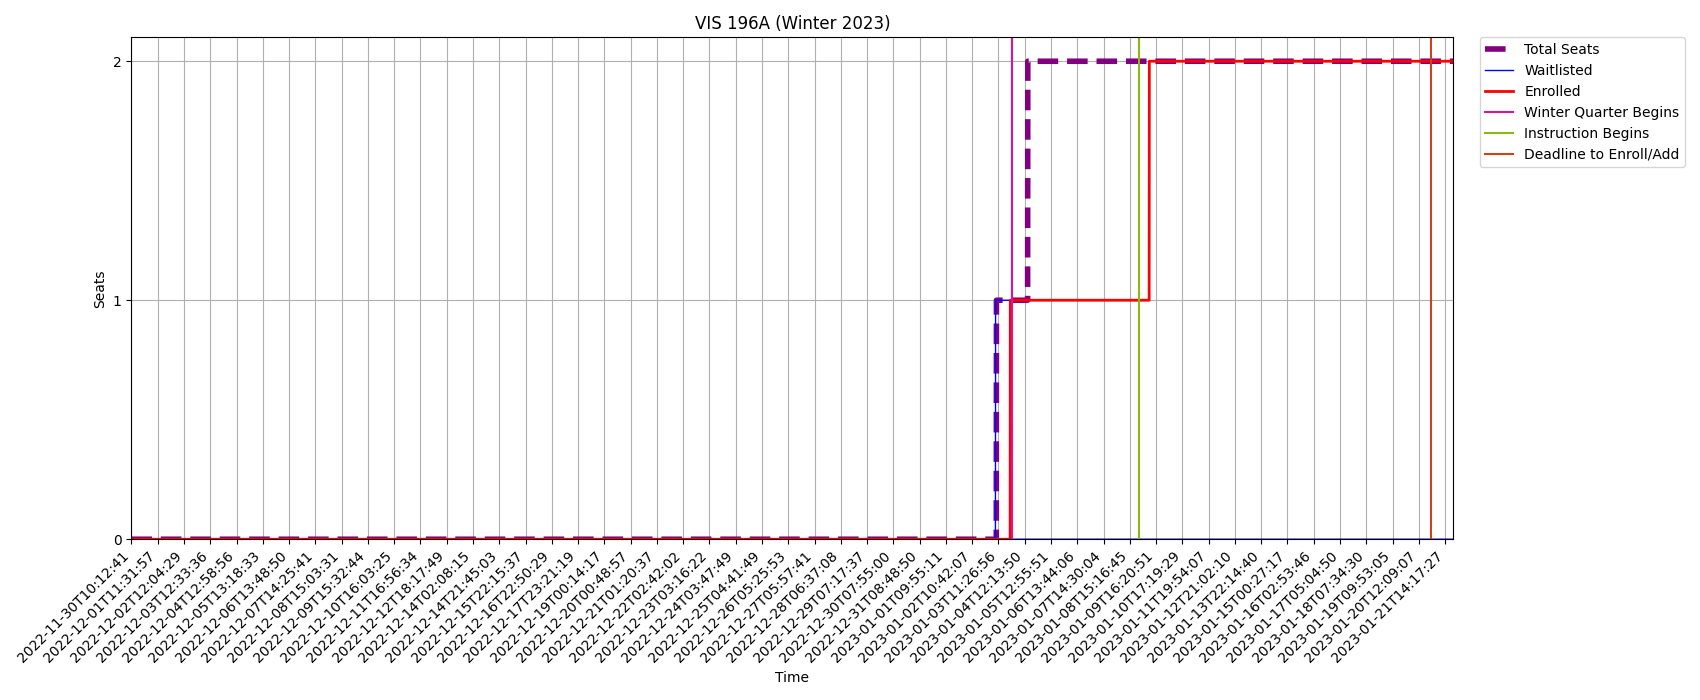 VIS 196A (Winter 2023)
Total Seats
Waitlisted
Enrolled
Winter Quarter Begins
Instruction Begins
Deadline to Enroll/Add
Seats
2
1
0
2022-11-30T10:12:41
2022-12-01T11:31:57
2022-12-02T12:04:29
2022-12-03T12:33:36
2022-12-04T12:58:56
2022-12-05T13:18:33
2022-12-06T13:48:50
2022-12-07T14:25:41
2022-12-08T15:03:31
2022-12-09T15:32:44
2022-12-10T16:03:25
2022-12-11T16:56:34
2022-12-12T18:17:49
2022-12-14T02:08:15
2022-12-14T21:45:03
2022-12-15T22:15:37
2022-12-16T22:50:29
2022-12-17T23:21:19
2022-12-19T00:14:17
2022-12-20T00:48:57
2022-12-21T01:20:37
2022-12-22T02:42:02
2022-12-23T03:16:22
2022-12-24T03:47:49
2022-12-25T04:41:49
2022-12-26T05:25:53
2022-12-27T05:57:41
2022-12-28T06:37:08
2022-12-29T07:17:37
2022-12-30T07:55:00
2022-12-31T08:48:50
2023-01-01T09:55:11
2023-01-02T10:42:07
2023-01-03T11:26:56
2023-01-04T12:13:50
2023-01-05T12:55:51
2023-01-06T13:44:06
2023-01-07T14:30:04
2023-01-08T15:16:45
2023-01-09T16:20:51
2023-01-10T17:19:29
2023-01-11T19:54:07
2023-01-12T21:02:10
2023-01-13T22:14:40
2023-01-15T00:27:17
2023-01-16T02:53:46
2023-01-17T05:04:50
2023-01-18T07:34:30
2023-01-19T09:53:05
2023-01-20T12:09:07
2023-01-21T14:17:27
Time